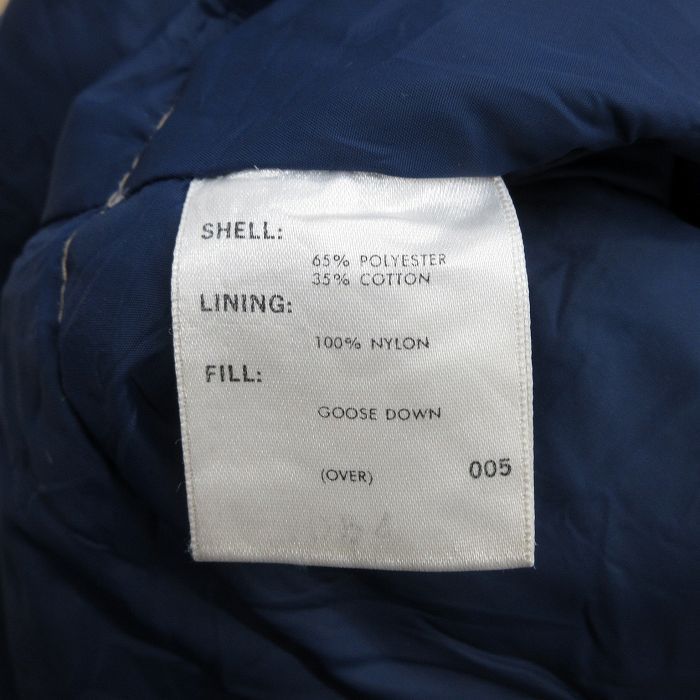 SHELL:
65% POLYESTER
35% COTTON
LINING:
100% NYLON
FILL:
GOOSE DOWN
(OVER) 005